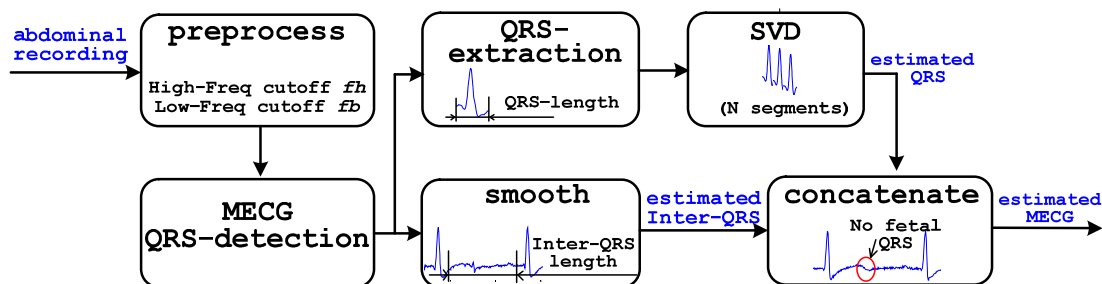 abdominal
recording
preprocess
High-Freq cutoff fh
Low-Freq cutoff fb
MECG
QRS-detection
QRS-
extraction
QRS-length
SVD
(N segments)
estimated
QRS
smooth
Inter-QRS
length
estimated
Inter-QRS
concatenate
No fetal
QRS
estimated
MECG